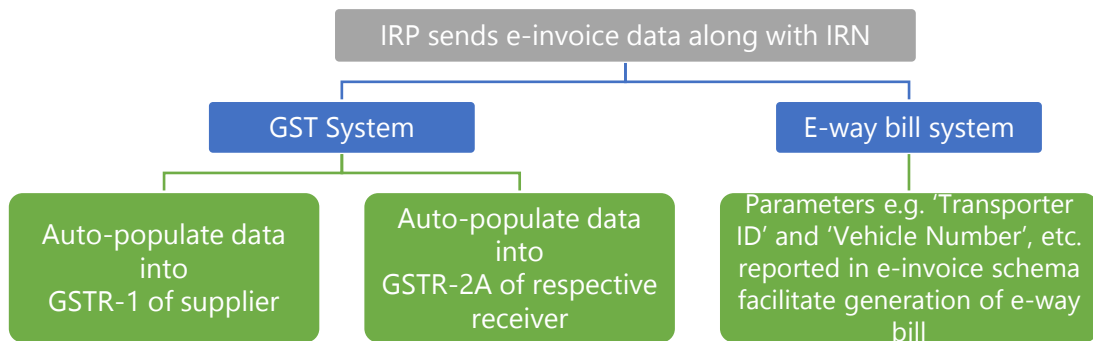 IRP sends e-invoice data along with IRN
GST System
E-way bill system
Auto-populate data
into
GSTR-1 of supplier
Auto-populate data
into
GSTR-2A of respective
receiver
Parameters e.g. ‘Transporter
ID’ and ‘Vehicle Number’, etc.
reported in e-invoice schema
facilitate generation of e-way
bill